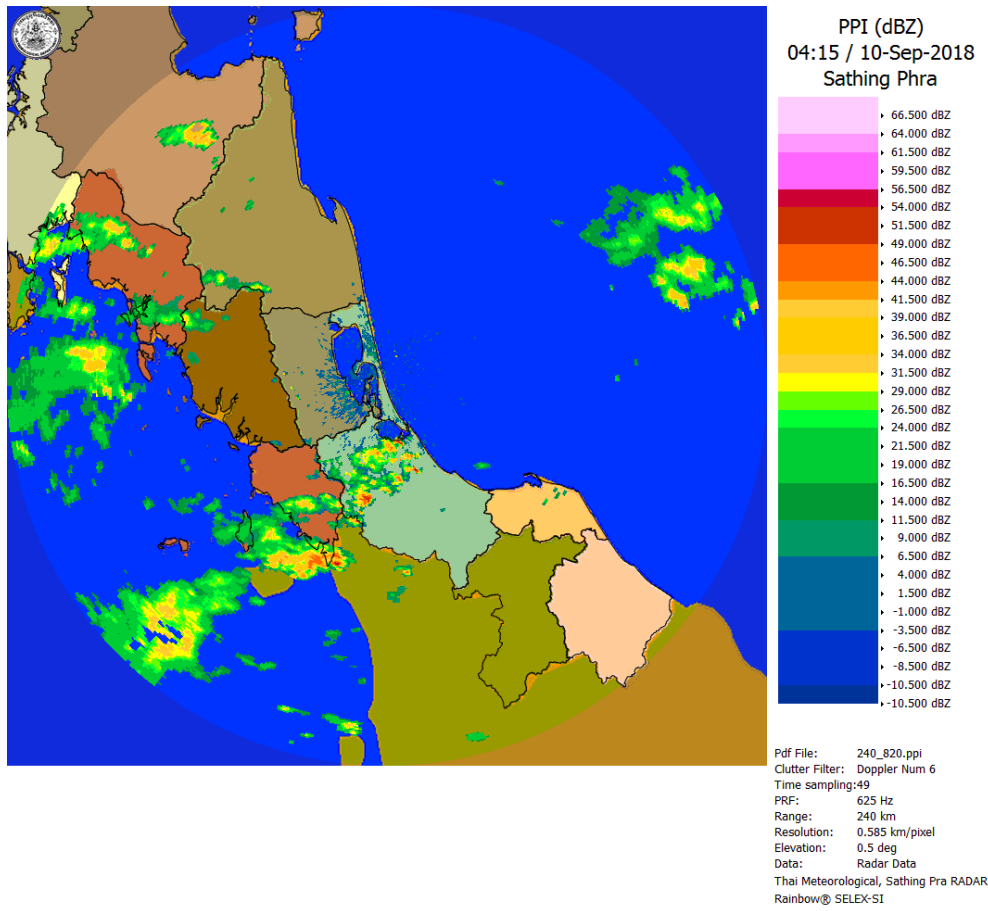 PPI (dBZ)
04:15 / 10-Sep-2018
Sathing Phra
66.500 dBZ
64.000 dBZ
61.500 dBZ
59.500 dBZ
56.500 dBZ
54.000 dBZ
51.500 dBZ
49.000 dBZ
46.500 dBZ
44.000 dBZ
41.500 dBZ
39.000 dBZ
36.500 dBZ
34.000 dBZ
31.500 dBZ
29.000 dBZ
26.500 dBZ
24.000 dBZ
21.500 dBZ
19.000 dBZ
16.500 dBZ
14.000 dBZ
11.500 dBZ
9.000 dBZ
6.500 dBZ
4.000 dBZ
1.500 dBZ
-1.000 dBZ
-3.500 dBZ
-6.500 dBZ
-8.500 dBZ
-10.500 dBZ
-10.500 dBZ
Pdf File: 240_820.ppi
Clutter Filter: Doppler Num 6
Time sampling:49
PRF: 625 Hz
Range: 240 km
Resolution: 0.585 km/pixel
Elevation: 0.5 deg
Data: Radar Data
Thai Meteorological, Sathing Pra RADAR
Rainbow® SELEX-SI